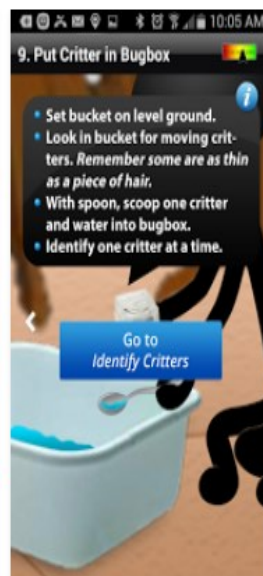 10:05 AM
9. Put Critter in Bugbox
i
• Set bucket on level ground.
• Look in bucket for moving crit-
ters. Remember some are as thin
as a piece of hair.
• With spoon, scoop one critter
and water into bugbox.
• Identify one critter at a time.
Go to
Identify Critters